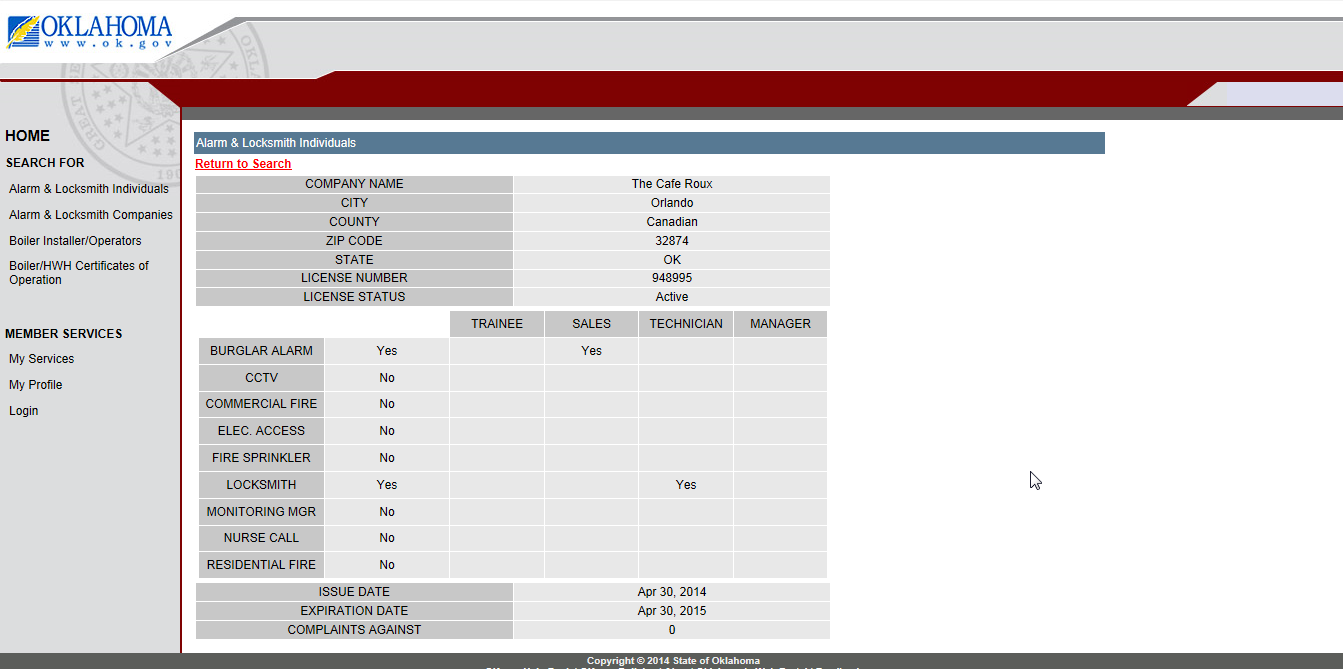 OKLAHOMA
www.ok.gov
HOME
SEARCH FOR
Alarm & Locksmith Individuals
Alarm & Locksmith Companies
Boiler Installer/Operators
Boiler/HWH Certificates of
Operation
MEMBER SERVICES
My Services
My Profile
Login
Alarm & Locksmith Individuals
Return to Search
COMPANY NAME The Cafe Roux
CITY Orlando
COUNTY Canadian
ZIP CODE 32874
STATE OK
LICENSE NUMBER 948995
LICENSE STATUS Active
TRAINEE SALES TECHNICIAN MANAGER
BURGLAR ALARM Yes Yes
CCTV No
COMMERCIAL FIRE No
ELEC. ACCESS No
FIRE SPRINKLER No
LOCKSMITH Yes Yes
MONITORING MGR No
NURSE CALL No
RESIDENTIAL FIRE No
ISSUE DATE Apr 30, 2014
EXPIRATION DATE Apr 30, 2015
COMPLAINTS AGAINST 0
Copyright © 2014 State of Oklahoma